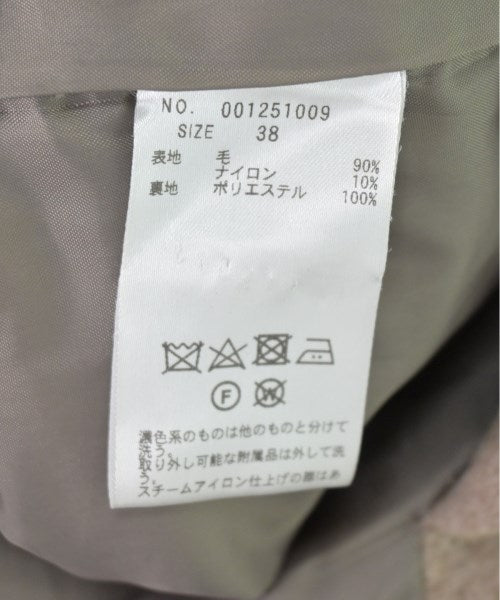 NO. 001251009
SIZE 38
表地 毛 90%
ナイロン 10%
裏地 ポリエステル 100%
F W
濃色系のものは他のものと分けて
洗う。
取り外し可能な附属品は外して洗
う。
スチームアイロン仕上げの際はあ